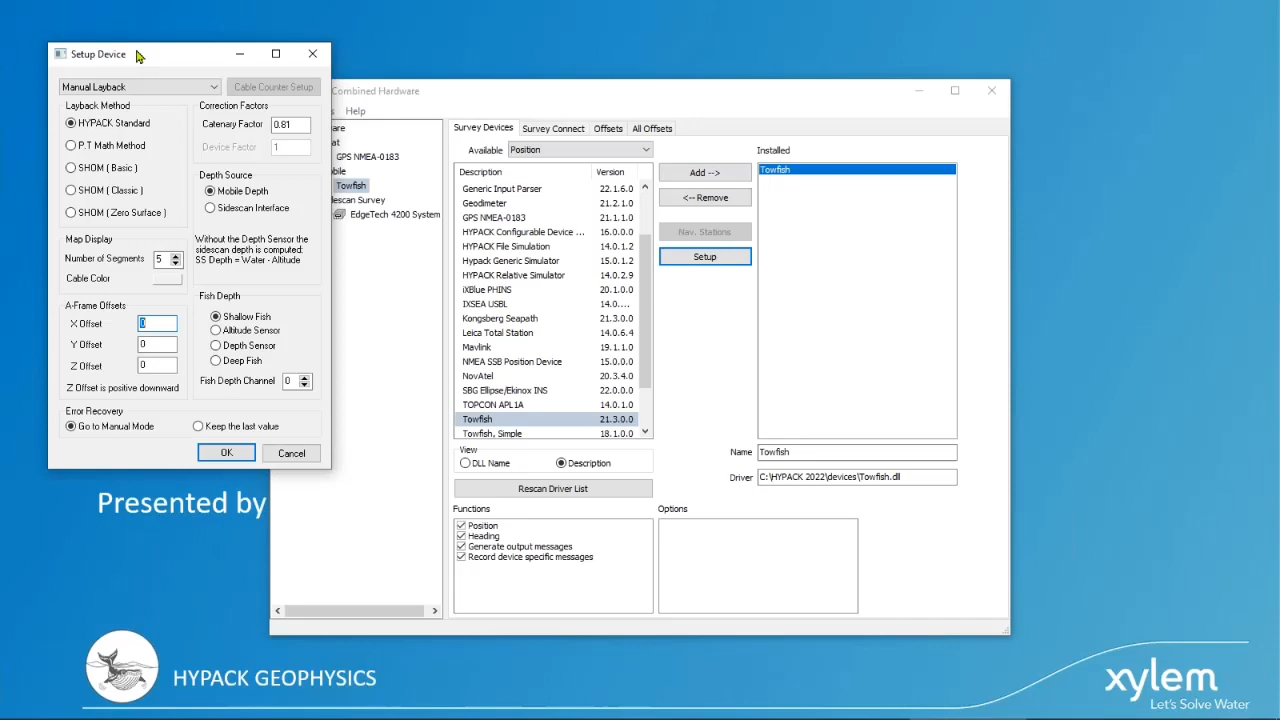 Setup Device
Manual Layback
Cable Counter Setup
Layback Method
HYPACK Standard
P.T Math Method
SHOM ( Basic )
SHOM ( Classic )
SHOM ( Zero Surface )
Correction Factors
Catenary Factor 0.81
Device Factor 1
Depth Source
Mobile Depth
Sidescan Interface
Without the Depth Sensor the
sidescan depth is computed:
SS Depth = Water - Altitude
Map Display
Number of Segments 5
Cable Color
A-Frame Offsets
X Offset 0
Y Offset 0
Z Offset 0
Z Offset is positive downward
Fish Depth
Shallow Fish
Altitude Sensor
Depth Sensor
Deep Fish
Fish Depth Channel 0
Error Recovery
Go to Manual Mode
Keep the last value
OK
Cancel
Combined Hardware
Help
GPS NMEA-0183
Towfish
EdgeTech 4200 System
Survey Devices
Survey Connect
Offsets
All Offsets
Available Position
Description Version
Generic Input Parser 22.1.6.0
Geodimeter 21.2.1.0
GPS NMEA-0183 21.1.1.0
HYPACK Configurable Device ... 16.0.0.0
HYPACK File Simulation 14.0.1.2
Hypack Generic Simulator 15.0.1.2
HYPACK Relative Simulator 14.0.2.9
iXBlue PHINS 20.1.0.0
IXSEA USBL 14.0....
Kongsberg Seapath 21.3.0.0
Leica Total Station 14.0.6.4
Mavlink 19.1.1.0
NMEA SSB Position Device 15.0.0.0
NovAtel 20.3.4.0
SBG Ellipse/Ekinox INS 22.0.0.0
TOPCON APL1A 14.0.1.0
Towfish 21.3.0.0
Towfish, Simple 18.1.0.0
View
DLL Name
Description
Rescan Driver List
Functions
Position
Heading
Generate output messages
Record device specific messages
Add -->
<-- Remove
Nav. Stations
Setup
Installed
Towfish
Name Towfish
Driver C:\HYPACK 2022\devices\Towfish.dll
Options
Presented by
HYPACK GEOPHYSICS
xylem
Let's Solve Water